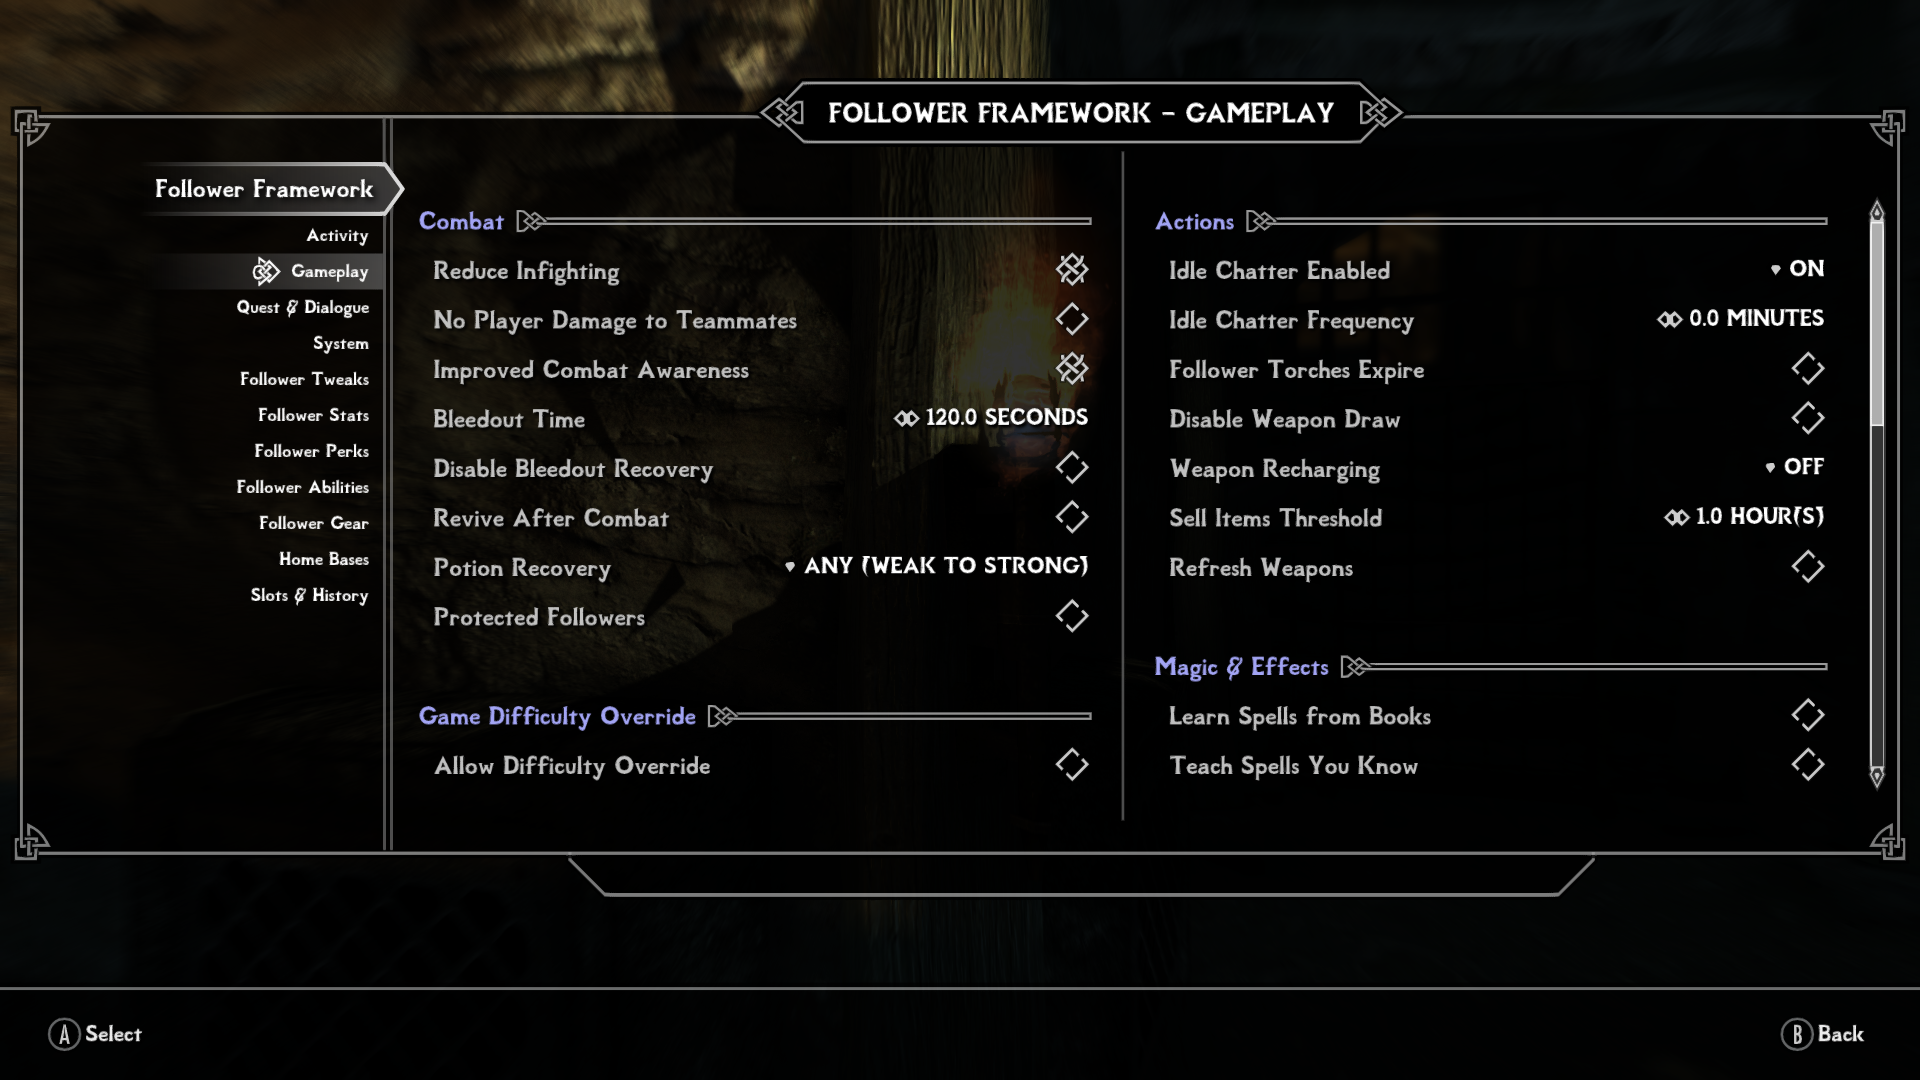 FOLLOWER FRAMEWORK - GAMEPLAY
Follower Framework
Activity
Gameplay
Quest & Dialogue
System
Follower Tweaks
Follower Stats
Follower Perks
Follower Abilities
Follower Gear
Home Bases
Slots & History
Combat
Reduce Infighting
No Player Damage to Teammates
Improved Combat Awareness
Bleedout Time 120.0 SECONDS
Disable Bleedout Recovery
Revive After Combat
Potion Recovery ANY (WEAK TO STRONG)
Protected Followers
Game Difficulty Override
Allow Difficulty Override
Actions
Idle Chatter Enabled ON
Idle Chatter Frequency 0.0 MINUTES
Follower Torches Expire
Disable Weapon Draw
Weapon Recharging OFF
Sell Items Threshold 1.0 HOUR(S)
Refresh Weapons
Magic & Effects
Learn Spells from Books
Teach Spells You Know
A Select
B Back